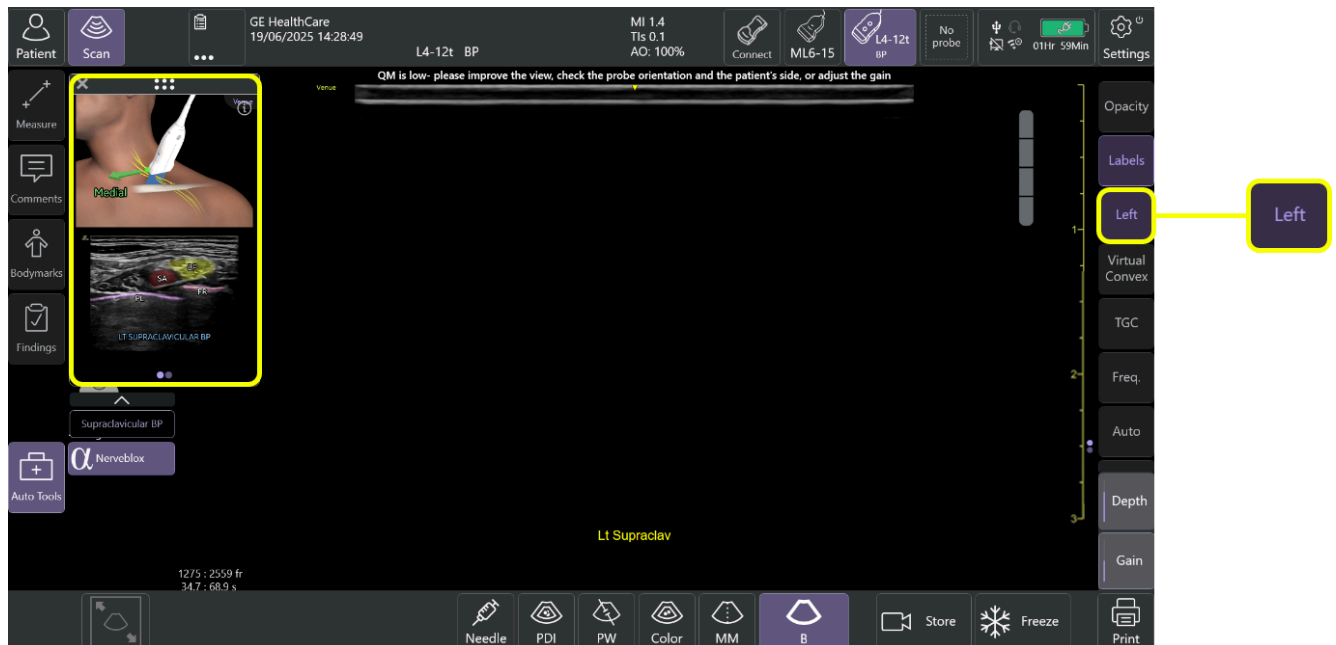 Patient
Scan
GE HealthCare
19/06/2025 14:28:49
L4-12t BP
MI 1.4
TIs 0.1
AO: 100%
Connect
ML6-15
L4-12t
BP
No
probe
01Hr 59Min
Settings
QM is low- please improve the view, check the probe orientation and the patient's side, or adjust the gain
Venue
Measure
Comments
Bodymarks
Findings
Auto Tools
Venue
Medial
BP
SA
PL
FR
LT SUPRACLAVICULAR BP
Supraclavicular BP
α Nerveblox
1275 : 2559 fr
34.7 : 68.9 s
Lt Supraclav
1
2
3
Opacity
Labels
Left
Left
Virtual
Convex
TGC
Freq.
Auto
Depth
Gain
Needle
PDI
PW
Color
MM
B
Store
Freeze
Print